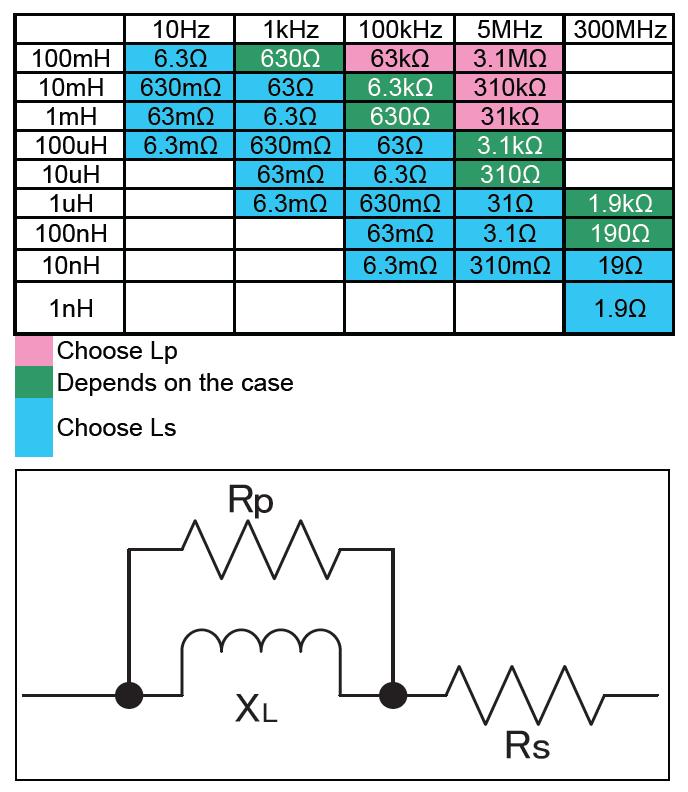 10Hz 1kHz 100kHz 5MHz 300MHz
100mH 6.3Ω 630Ω 63kΩ 3.1MΩ
10mH 630mΩ 63Ω 6.3kΩ 310kΩ
1mH 63mΩ 6.3Ω 630Ω 31kΩ
100uH 6.3mΩ 630mΩ 63Ω 3.1kΩ
10uH 63mΩ 6.3Ω 310Ω
1uH 6.3mΩ 630mΩ 31Ω 1.9kΩ
100nH 63mΩ 3.1Ω 190Ω
10nH 6.3mΩ 310mΩ 19Ω
1nH 1.9Ω
Choose Lp
Depends on the case
Choose Ls
Rp
XL
Rs